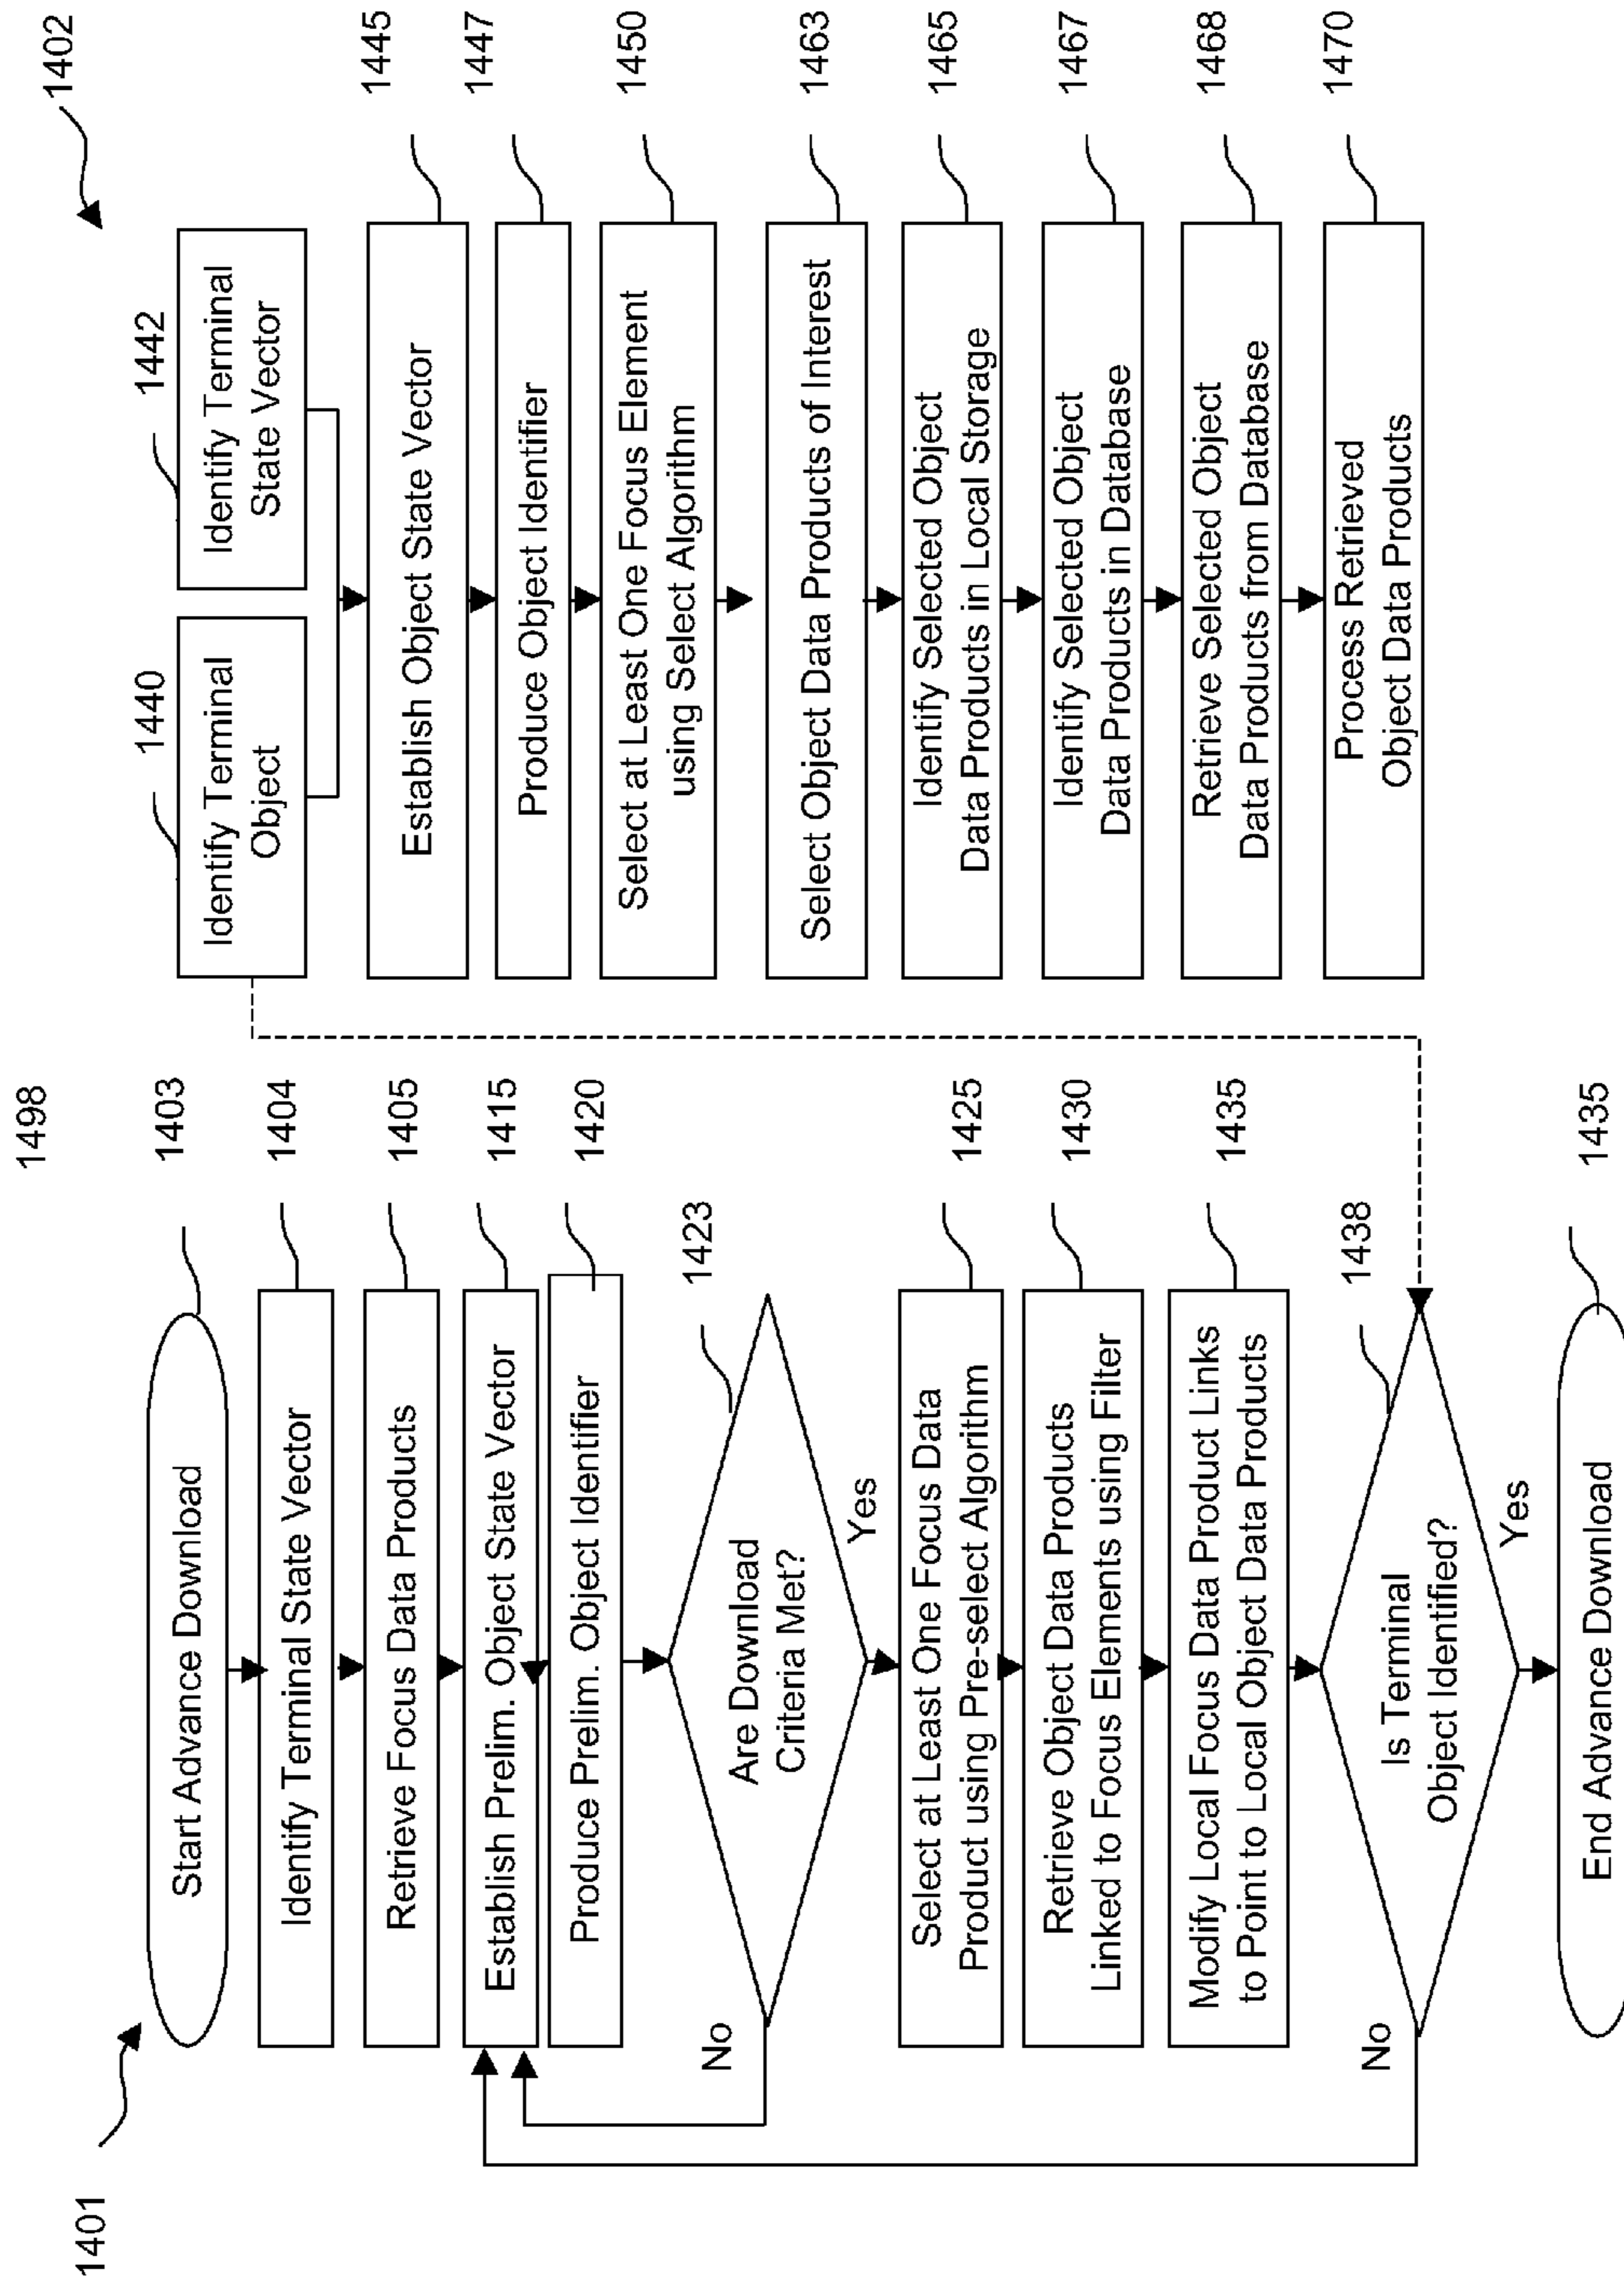 1498
1401
Start Advance Download
1403
Identify Terminal State Vector
1404
Retrieve Focus Data Products
1405
Establish Prelim. Object State Vector
1415
Produce Prelim. Object Identifier
1420
Are Download
Criteria Met?
1423
No
Yes
Select at Least One Focus Data
Product using Pre-select Algorithm
1425
Retrieve Object Data Products
Linked to Focus Elements using Filter
1430
Modify Local Focus Data Product Links
to Point to Local Object Data Products
1435
Is Terminal
Object Identified?
1438
No
Yes
End Advance Download
1435
1402
1440
Identify Terminal
Object
1442
Identify Terminal
State Vector
Establish Object State Vector
1445
Produce Object Identifier
1447
Select at Least One Focus Element
using Select Algorithm
1450
Select Object Data Products of Interest
1463
Identify Selected Object
Data Products in Local Storage
1465
Identify Selected Object
Data Products in Database
1467
Retrieve Selected Object
Data Products from Database
1468
Process Retrieved
Object Data Products
1470